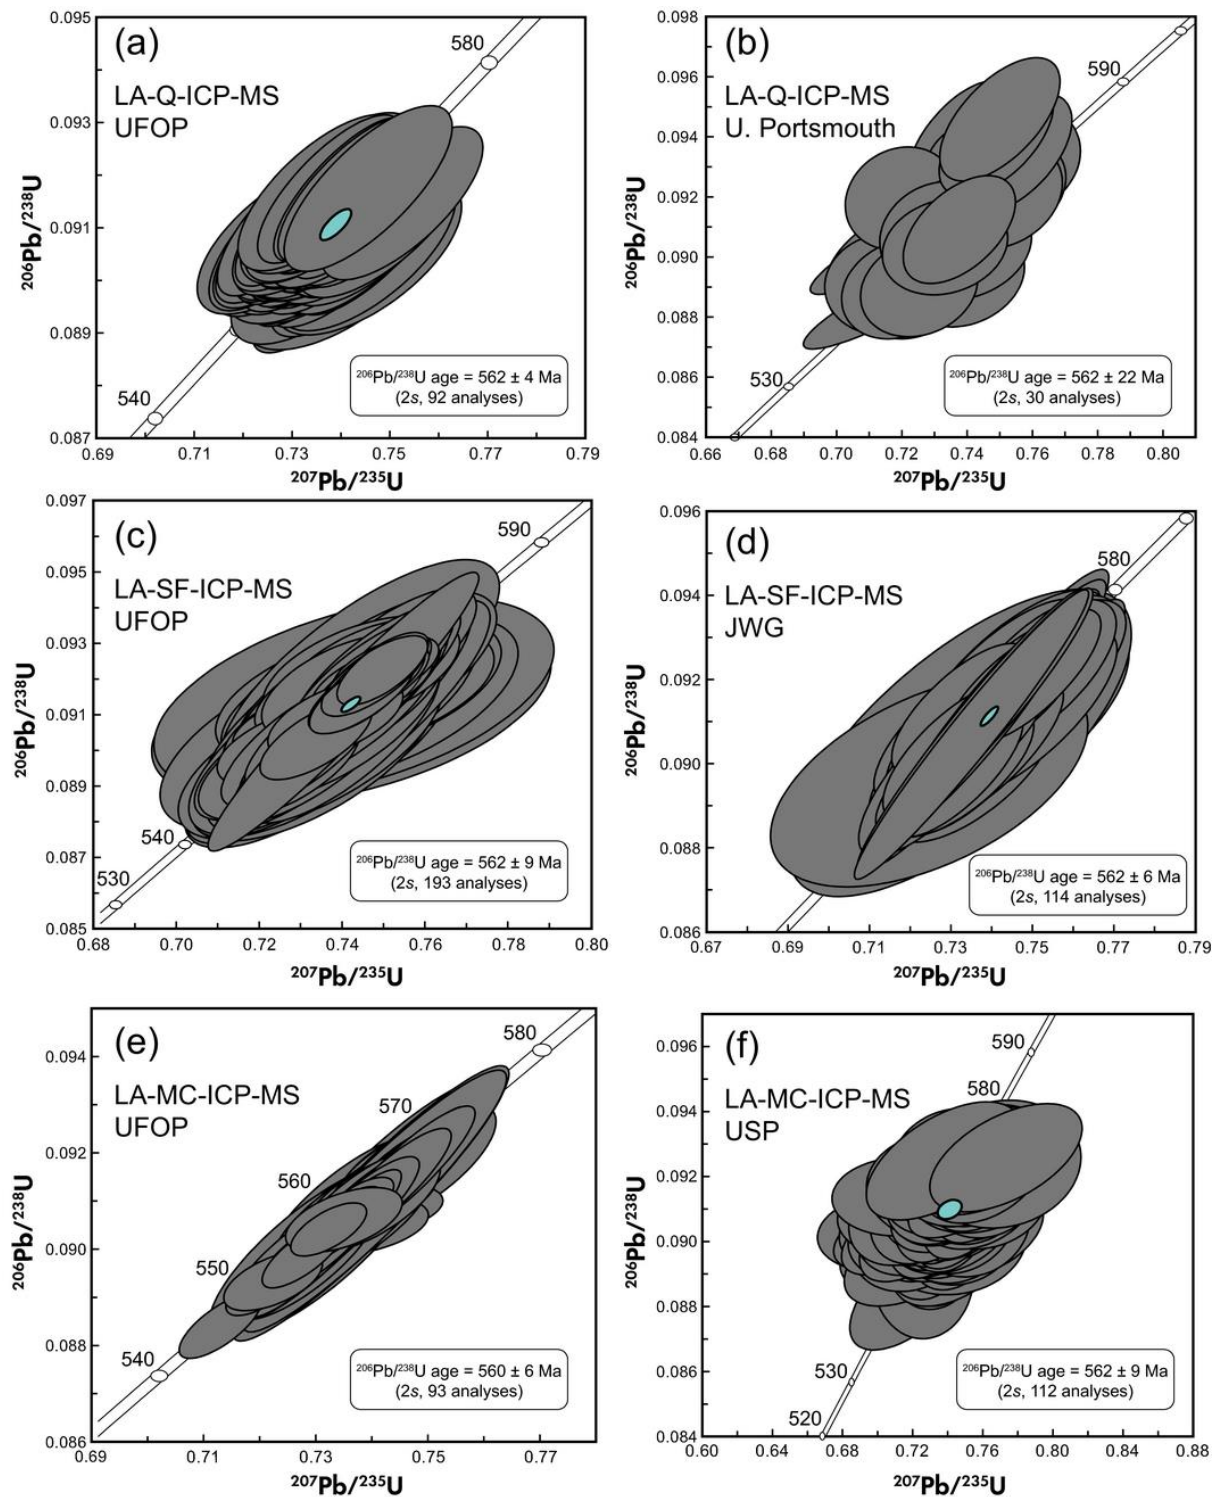 (a)
LA-Q-ICP-MS
UFOP
580
540
0.095
0.093
0.091
0.089
0.087
²⁰⁶Pb/²³⁸U
²⁰⁶Pb/²³⁸U age = 562 ± 4 Ma
(2s, 92 analyses)
0.69 0.71 0.73 0.75 0.77 0.79
²⁰⁷Pb/²³⁵U
(b)
LA-Q-ICP-MS
U. Portsmouth
590
530
0.098
0.096
0.094
0.092
0.090
0.088
0.086
0.084
²⁰⁶Pb/²³⁸U
²⁰⁶Pb/²³⁸U age = 562 ± 22 Ma
(2s, 30 analyses)
0.66 0.68 0.70 0.72 0.74 0.76 0.78 0.80
²⁰⁷Pb/²³⁵U
(c)
LA-SF-ICP-MS
UFOP
590
540
530
0.097
0.095
0.093
0.091
0.089
0.087
0.085
²⁰⁶Pb/²³⁸U
²⁰⁶Pb/²³⁸U age = 562 ± 9 Ma
(2s, 193 analyses)
0.68 0.70 0.72 0.74 0.76 0.78 0.80
²⁰⁷Pb/²³⁵U
(d)
LA-SF-ICP-MS
JWG
580
0.096
0.094
0.092
0.090
0.088
0.086
²⁰⁶Pb/²³⁸U
²⁰⁶Pb/²³⁸U age = 562 ± 6 Ma
(2s, 114 analyses)
0.67 0.69 0.71 0.73 0.75 0.77 0.79
²⁰⁷Pb/²³⁵U
(e)
LA-MC-ICP-MS
UFOP
580
570
560
550
540
0.094
0.092
0.090
0.088
0.086
²⁰⁶Pb/²³⁸U
²⁰⁶Pb/²³⁸U age = 560 ± 6 Ma
(2s, 93 analyses)
0.69 0.71 0.73 0.75 0.77
²⁰⁷Pb/²³⁵U
(f)
LA-MC-ICP-MS
USP
590
580
530
520
0.096
0.094
0.092
0.090
0.088
0.086
0.084
²⁰⁶Pb/²³⁸U
²⁰⁶Pb/²³⁸U age = 562 ± 9 Ma
(2s, 112 analyses)
0.60 0.64 0.68 0.72 0.76 0.80 0.84 0.88
²⁰⁷Pb/²³⁵U